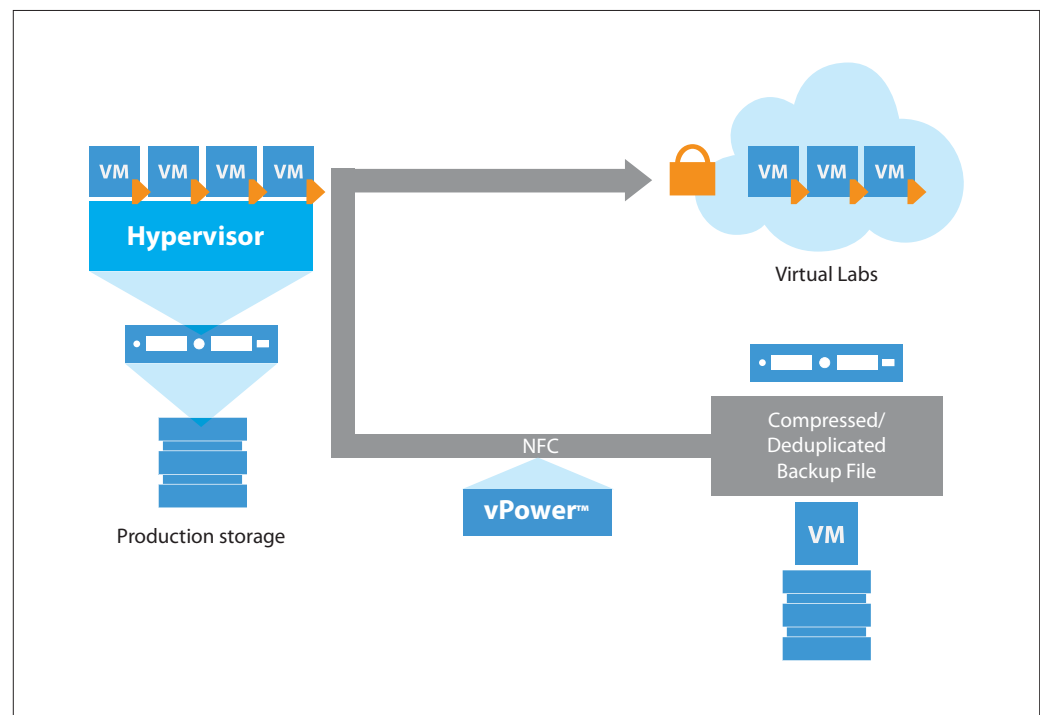 VM VM VM VM
Hypervisor
Production storage
VM VM VM
Virtual Labs
NFC
vPower™
Compressed/
Deduplicated
Backup File
VM